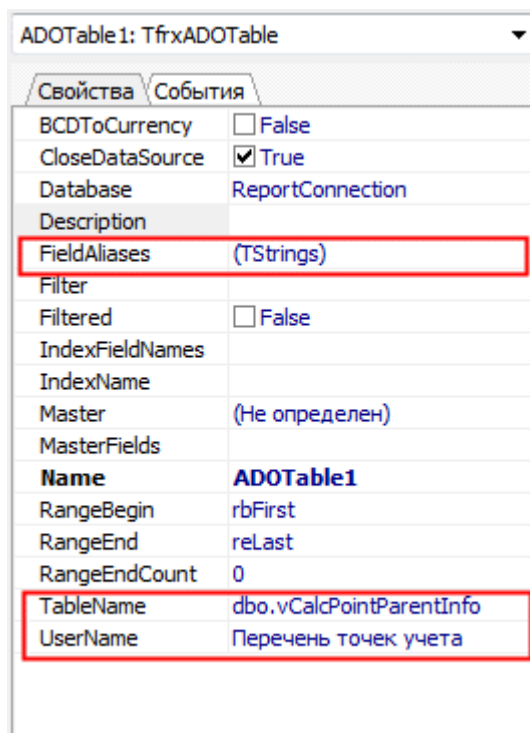 ADOTable1: TfrxADOTable
Свойства События
BCDToCurrency False
CloseDataSource True
Database ReportConnection
Description
FieldAliases (TStrings)
Filter
Filtered False
IndexFieldNames
IndexName
Master (Не определен)
MasterFields
Name ADOTable1
RangeBegin rbFirst
RangeEnd reLast
RangeEndCount 0
TableName dbo.vCalcPointParentInfo
UserName Перечень точек учета